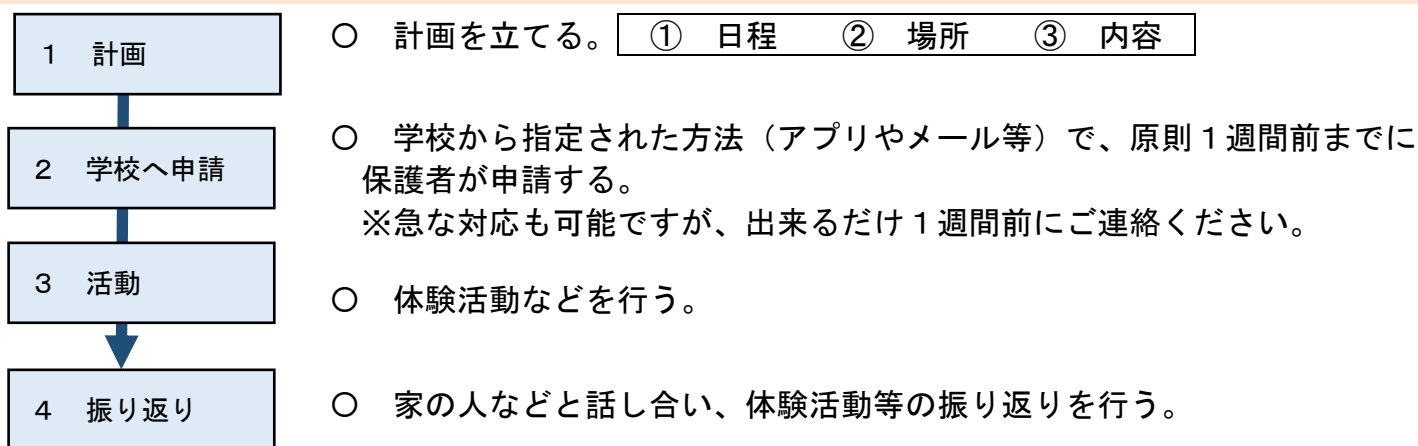 １　計画
○　計画を立てる。　①　日程　　②　場所　　③　内容
２　学校へ申請
○　学校から指定された方法（アプリやメール等）で、原則１週間前までに
保護者が申請する。
※急な対応も可能ですが、出来るだけ１週間前にご連絡ください。
３　活動
○　体験活動などを行う。
４　振り返り
○　家の人などと話し合い、体験活動等の振り返りを行う。